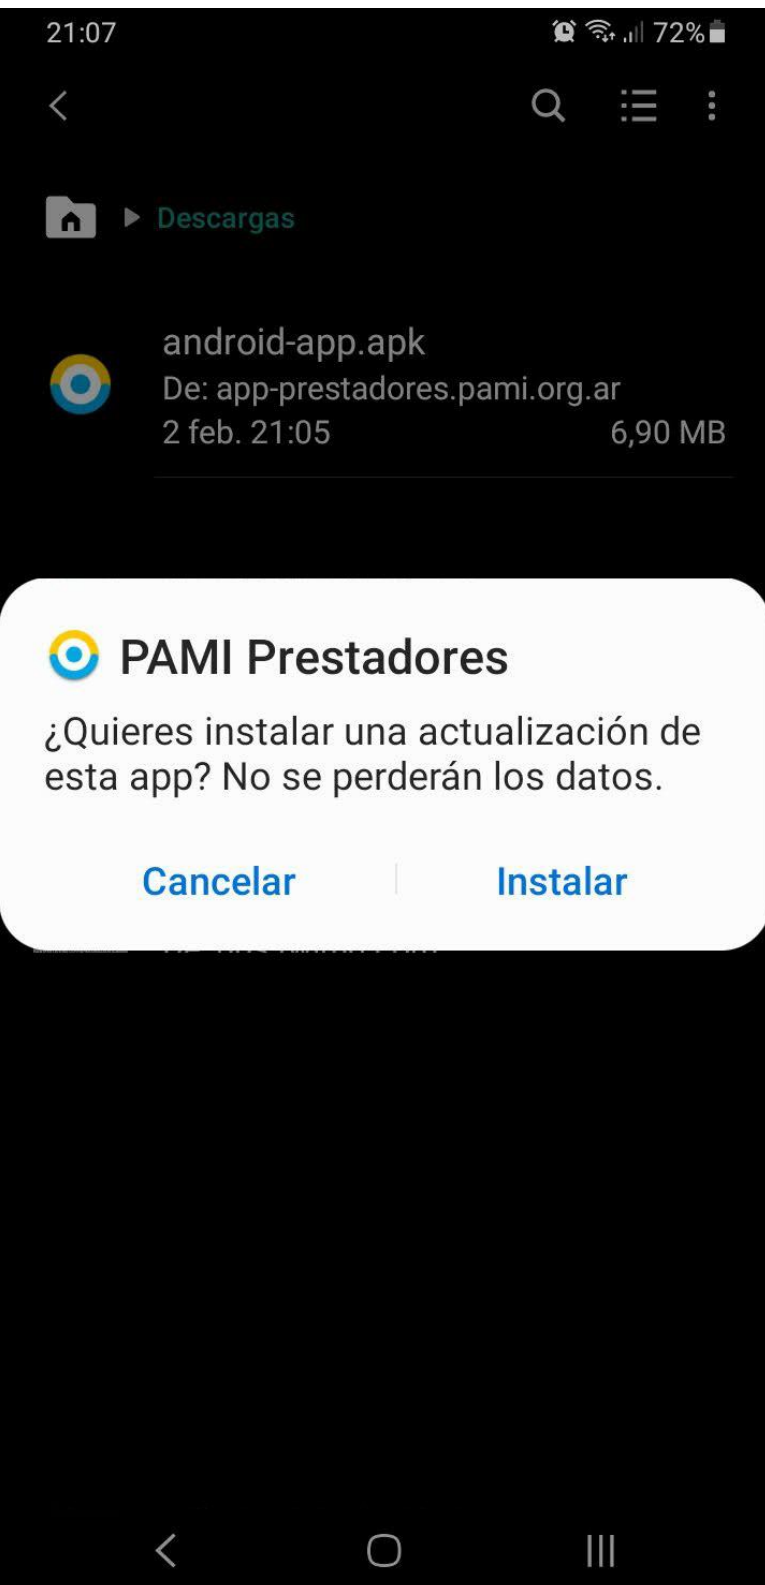 21:07 72%
Descargas
android-app.apk
De: app-prestadores.pami.org.ar
2 feb. 21:05 6,90 MB
PAMI Prestadores
¿Quieres instalar una actualización de
esta app? No se perderán los datos.
Cancelar Instalar